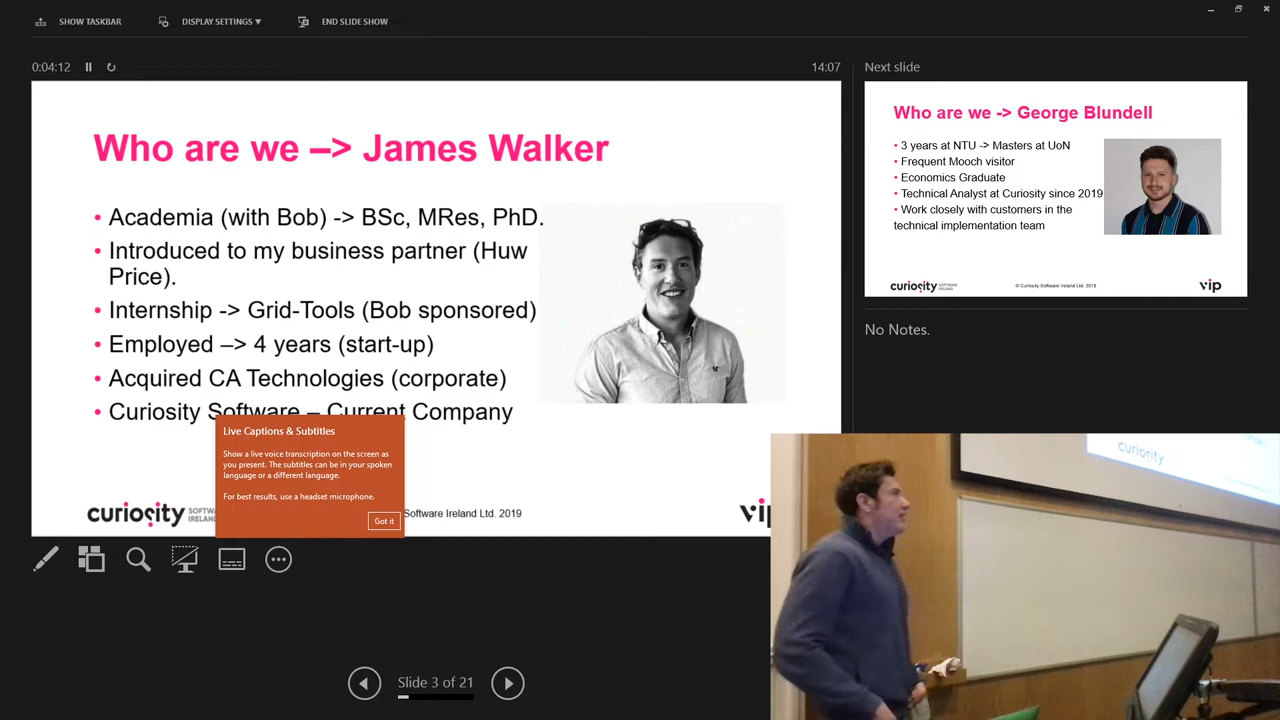 SHOW TASKBAR
DISPLAY SETTINGS ▼
END SLIDE SHOW
0:04:12
14:07
Who are we –> James Walker
• Academia (with Bob) -> BSc, MRes, PhD.
• Introduced to my business partner (Huw
Price).
• Internship -> Grid-Tools (Bob sponsored)
• Employed –> 4 years (start-up)
• Acquired CA Technologies (corporate)
• Curiosity Software – Current Company
Live Captions & Subtitles
Show a live voice transcription on the screen as
you present. The subtitles can be in your spoken
language or a different language.
For best results, use a headset microphone.
Got it
curiosity SOFTWARE
IRELAND
Software Ireland Ltd. 2019
vip
Slide 3 of 21
Next slide
Who are we -> George Blundell
• 3 years at NTU -> Masters at UoN
• Frequent Mooch visitor
• Economics Graduate
• Technical Analyst at Curiosity since 2019
• Work closely with customers in the
technical implementation team
curiosity SOFTWARE
IRELAND
© Curiosity Software Ireland Ltd. 2019
vip
No Notes.
curiosity